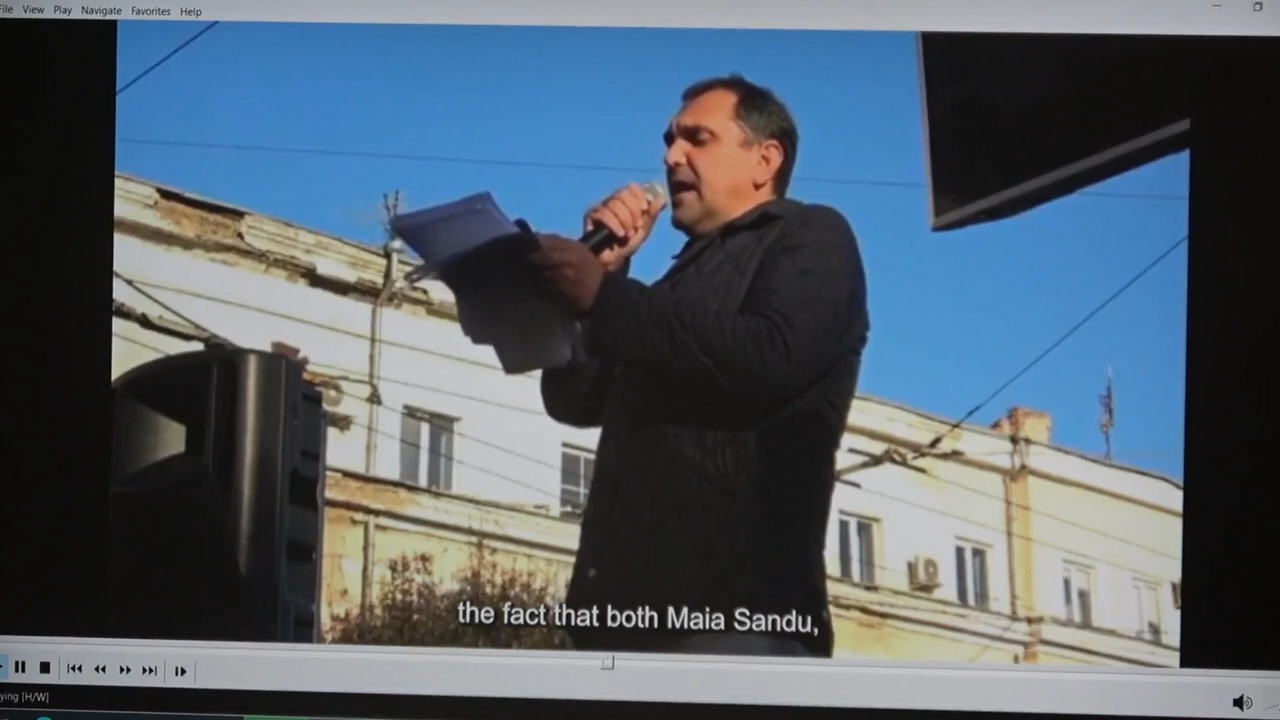 File View Play Navigate Favorites Help
the fact that both Maia Sandu,
ying [H/W]